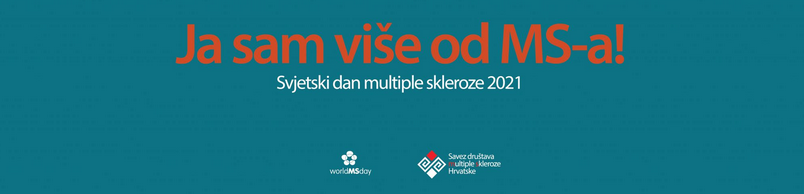 Ja sam više od MS-a!
Svjetski dan multiple skleroze 2021
worldMSday
Savez društava
multiple skleroze
Hrvatske